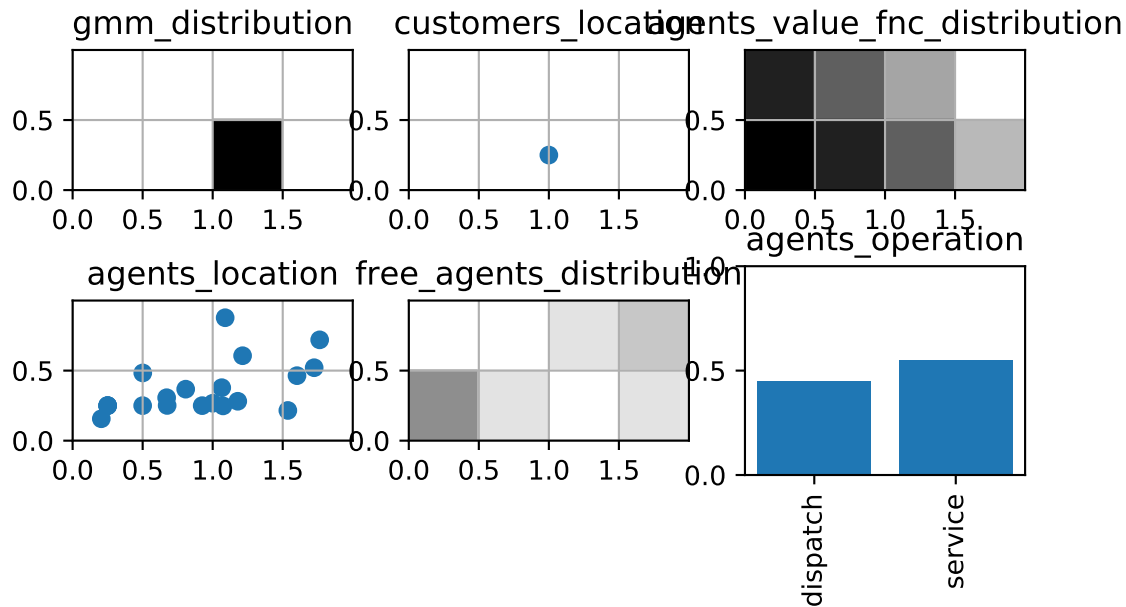 gmm_distribution
customers_location
agents_value_fnc_distribution
0.5
0.0
0.0 0.5 1.0 1.5
0.5
0.0
0.0 0.5 1.0 1.5
0.5
0.0
0.0 0.5 1.0 1.5
agents_location
free_agents_distribution
agents_operation
0.5
0.0
0.0 0.5 1.0 1.5
0.5
0.0
0.0 0.5 1.0 1.5
1.0
0.5
0.0
dispatch
service